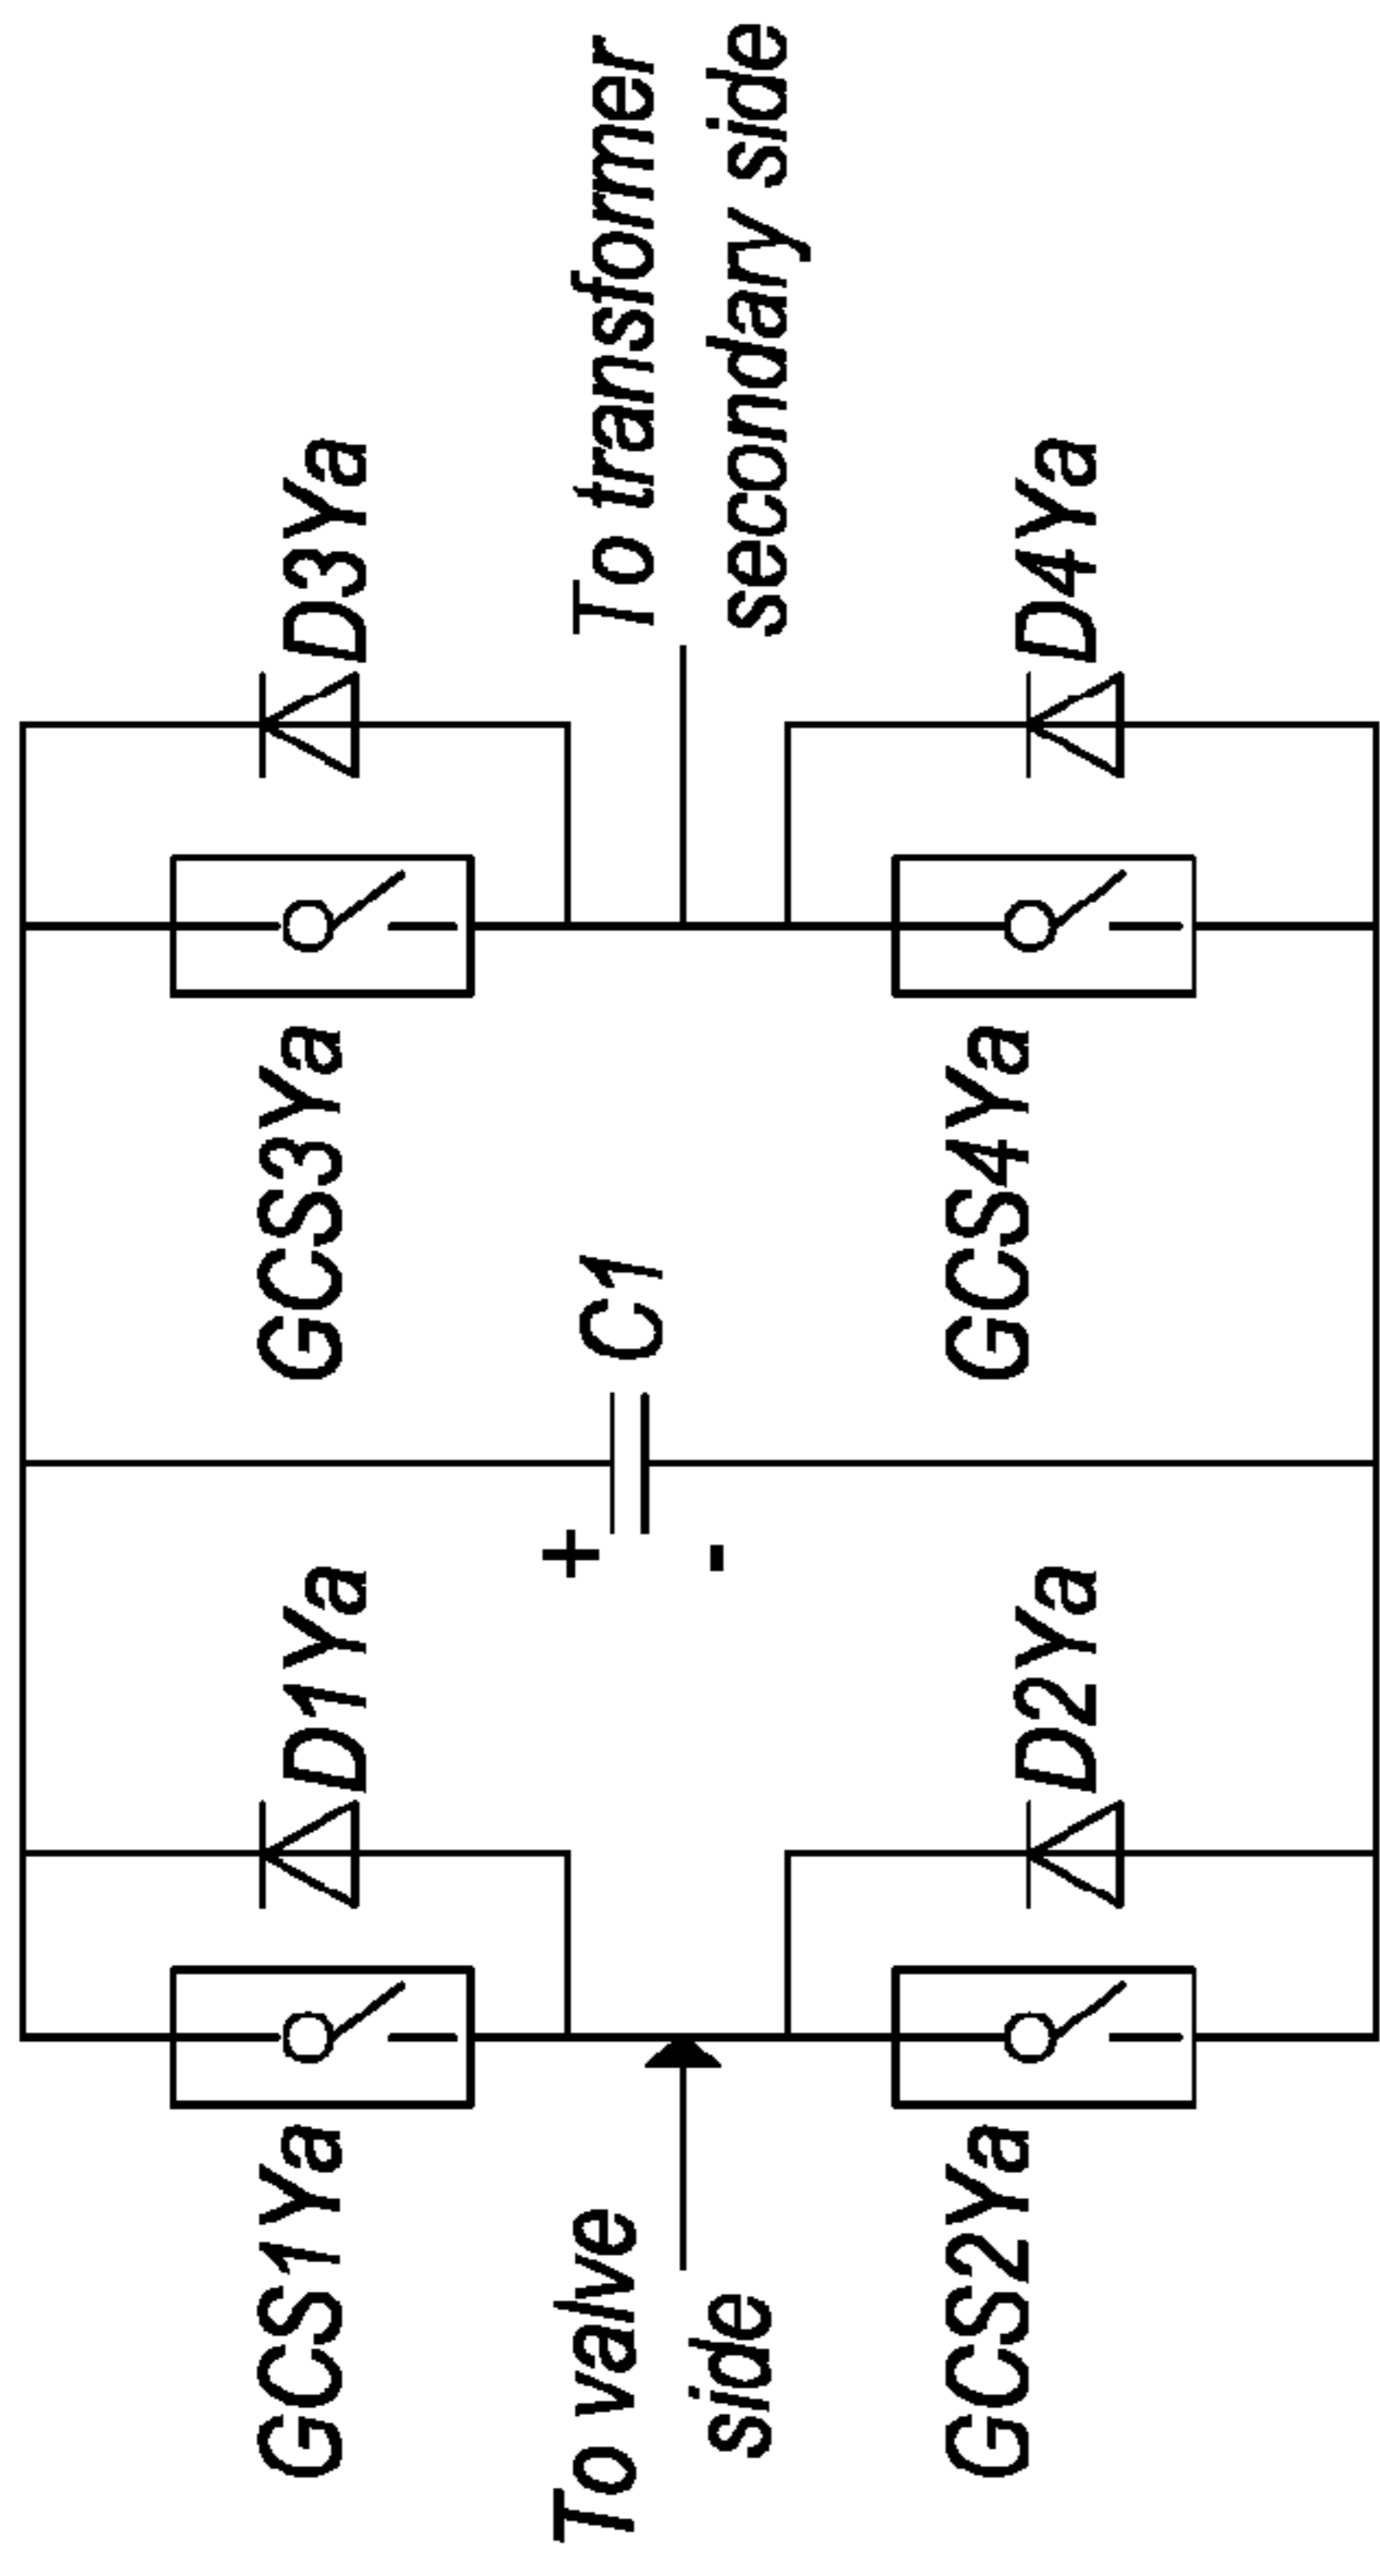 GCS1Ya
D1Ya
GCS3Ya
D3Ya
To valve
side
+
-
C1
To transformer
secondary side
GCS2Ya
D2Ya
GCS4Ya
D4Ya